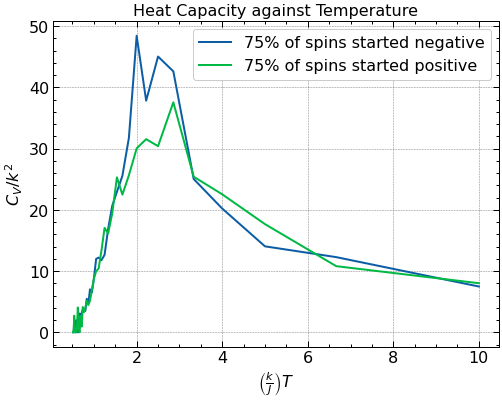 Heat Capacity against Temperature
75% of spins started negative
75% of spins started positive
50
40
30
20
10
0
C_V/k^2
2
4
6
8
10
(k/J)T